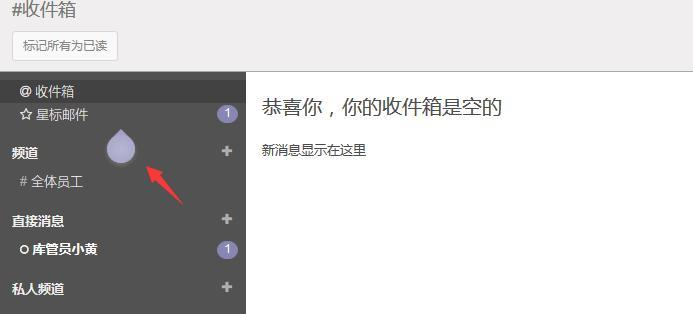 #收件箱
标记所有为已读
@ 收件箱
星标邮件 1
恭喜你，你的收件箱是空的
新消息显示在这里
频道 +
# 全体员工
直接消息 +
库管员小黄 1
私人频道 +